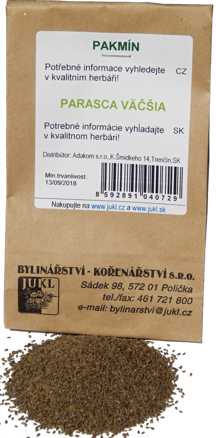 PAKMÍN
Potřebné informace vyhledejte CZ
v kvalitním herbáři!
PARASCA VÄČŠIA
Potrebné informácie vyhľadajte SK
v kvalitnom herbári!
Distribútor: Adakom s.r.o.,K.Šmidkeho 14,Trenčín,SK
Min.trvanlivost:
13/09/2018
8 592891 040729
Nakupujte na www.jukl.cz a www.jukl.sk
BYLINÁŘSTVÍ - KOŘENÁŘSTVÍ S.R.O.
JUKL
Sádek 98, 572 01 Polička
tel./fax: 461 721 800
e-mail: bylinarstvi@jukl.cz